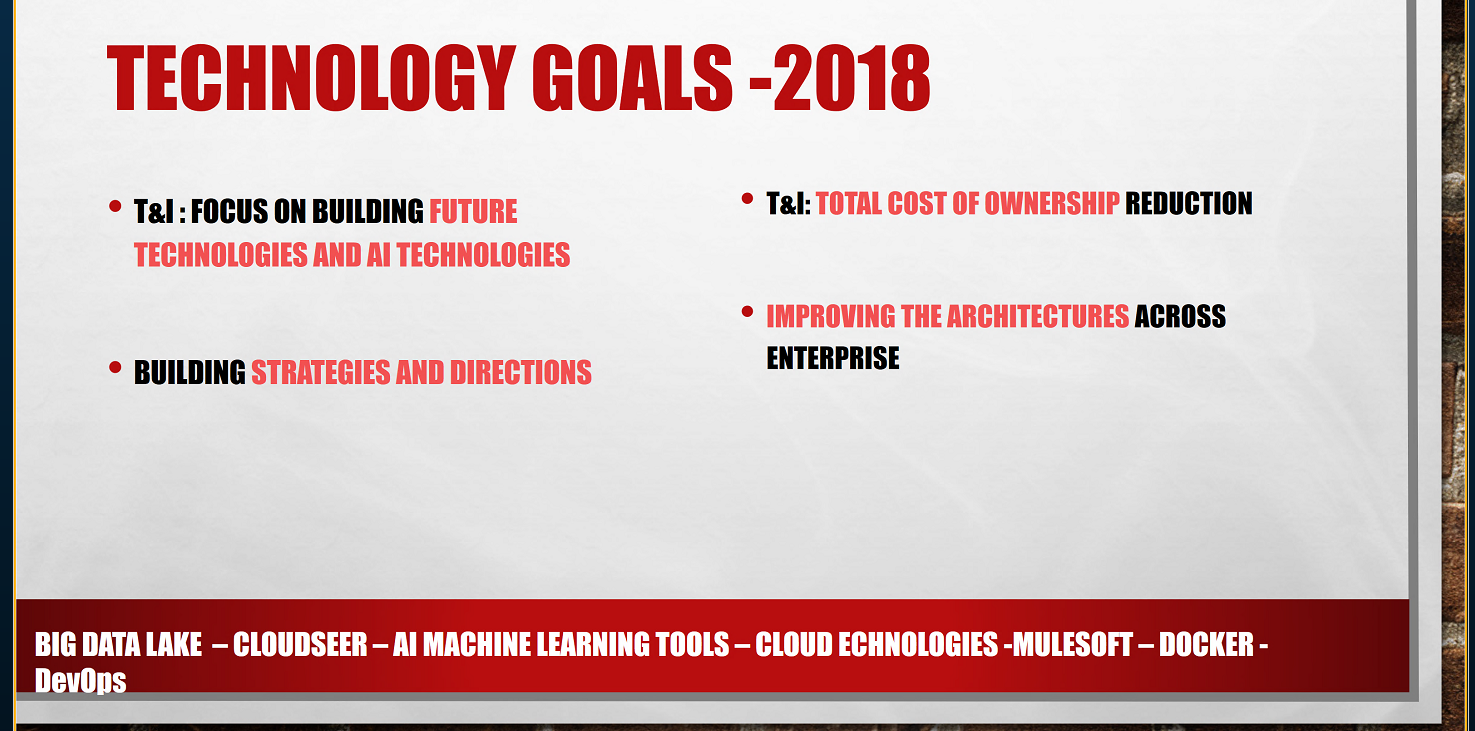 TECHNOLOGY GOALS -2018
• T&I : FOCUS ON BUILDING FUTURE
TECHNOLOGIES AND AI TECHNOLOGIES
• BUILDING STRATEGIES AND DIRECTIONS
• T&I: TOTAL COST OF OWNERSHIP REDUCTION
• IMPROVING THE ARCHITECTURES ACROSS
ENTERPRISE
BIG DATA LAKE – CLOUDSEER – AI MACHINE LEARNING TOOLS – CLOUD ECHNOLOGIES -MULESOFT – DOCKER -
DevOps